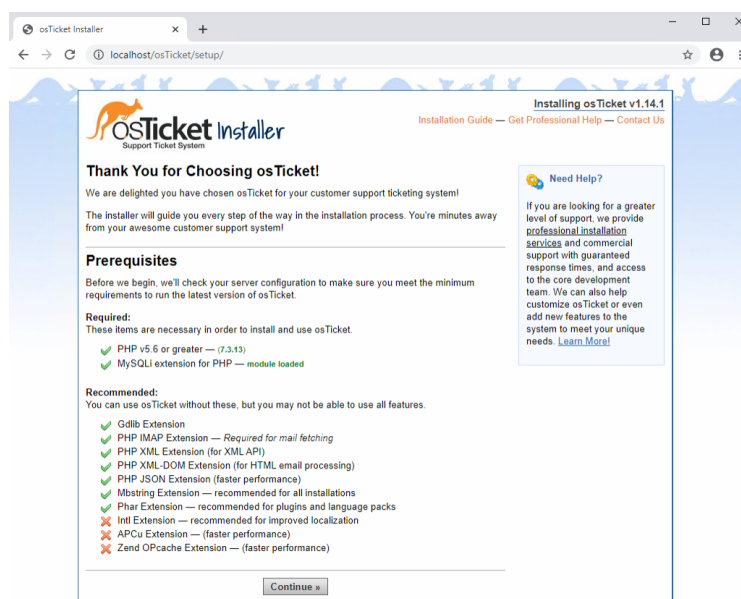 osTicket Installer
localhost/osTicket/setup/
Installing osTicket v1.14.1
Installation Guide — Get Professional Help — Contact Us
osTicket Installer
Support Ticket System
Thank You for Choosing osTicket!
We are delighted you have chosen osTicket for your customer support ticketing system!
The installer will guide you every step of the way in the installation process. You're minutes away
from your awesome customer support system!
Prerequisites
Before we begin, we'll check your server configuration to make sure you meet the minimum
requirements to run the latest version of osTicket.
Required:
These items are necessary in order to install and use osTicket.
PHP v5.6 or greater — (7.3.13)
MySQLi extension for PHP — module loaded
Recommended:
You can use osTicket without these, but you may not be able to use all features.
Gdlib Extension
PHP IMAP Extension — Required for mail fetching
PHP XML Extension (for XML API)
PHP XML-DOM Extension (for HTML email processing)
PHP JSON Extension (faster performance)
Mbstring Extension — recommended for all installations
Phar Extension — recommended for plugins and language packs
Intl Extension — recommended for improved localization
APCu Extension — (faster performance)
Zend OPcache Extension — (faster performance)
Continue »
Need Help?
If you are looking for a greater
level of support, we provide
professional installation
services and commercial
support with guaranteed
response times, and access
to the core development
team. We can also help
customize osTicket or even
add new features to the
system to meet your unique
needs. Learn More!